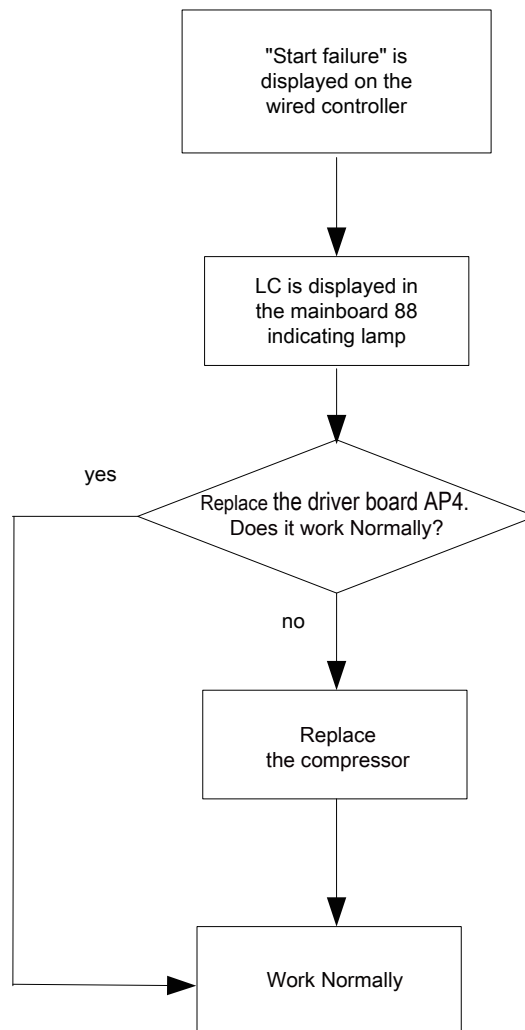 "Start failure" is
displayed on the
wired controller
LC is displayed in
the mainboard 88
indicating lamp
yes
Replace the driver board AP4.
Does it work Normally?
no
Replace
the compressor
Work Normally